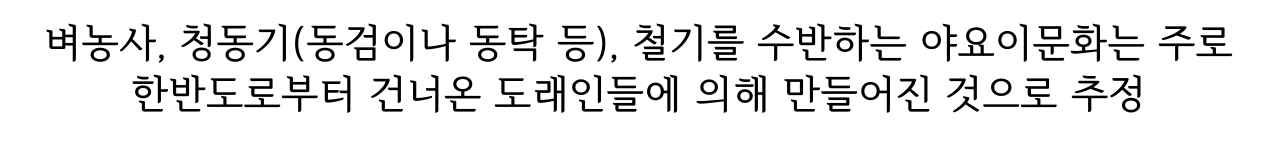 벼농사, 청동기(동검이나 동탁 등), 철기를 수반하는 야요이문화는 주로
한반도로부터 건너온 도래인들에 의해 만들어진 것으로 추정